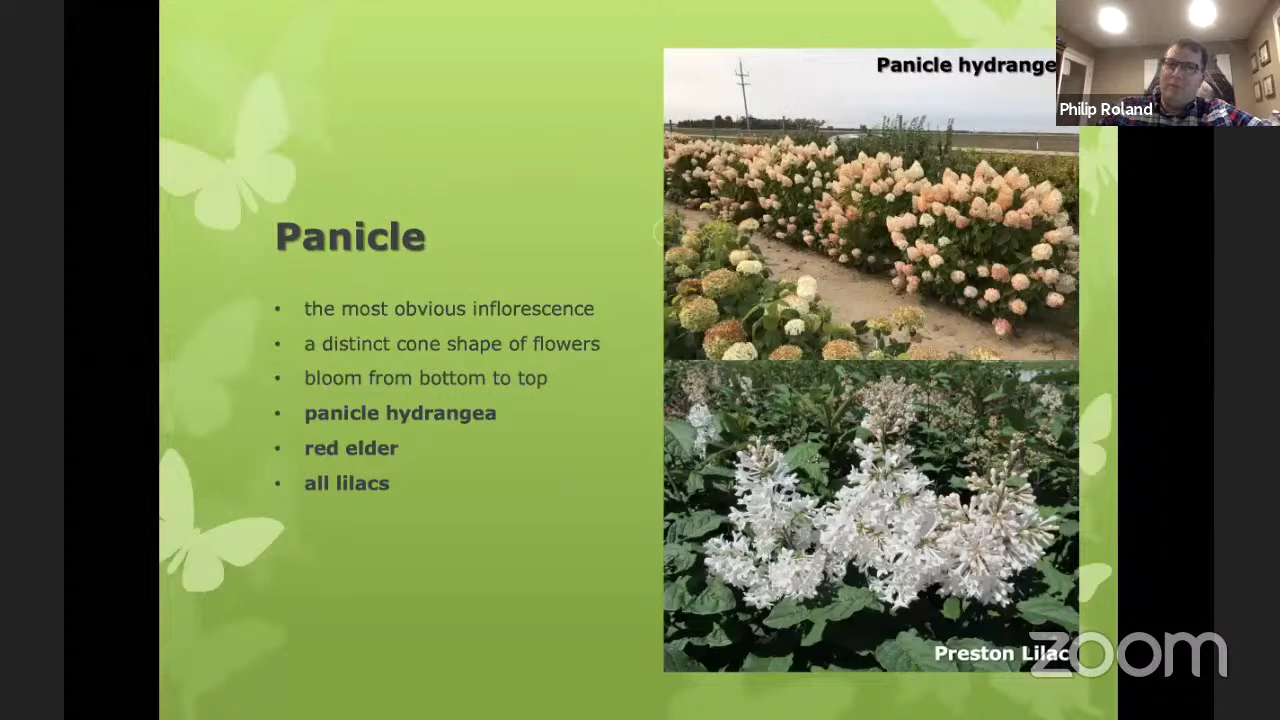 Panicle hydrange
Philip Roland
Panicle
• the most obvious inflorescence
• a distinct cone shape of flowers
• bloom from bottom to top
• panicle hydrangea
• red elder
• all lilacs
Preston Lilac
zoom